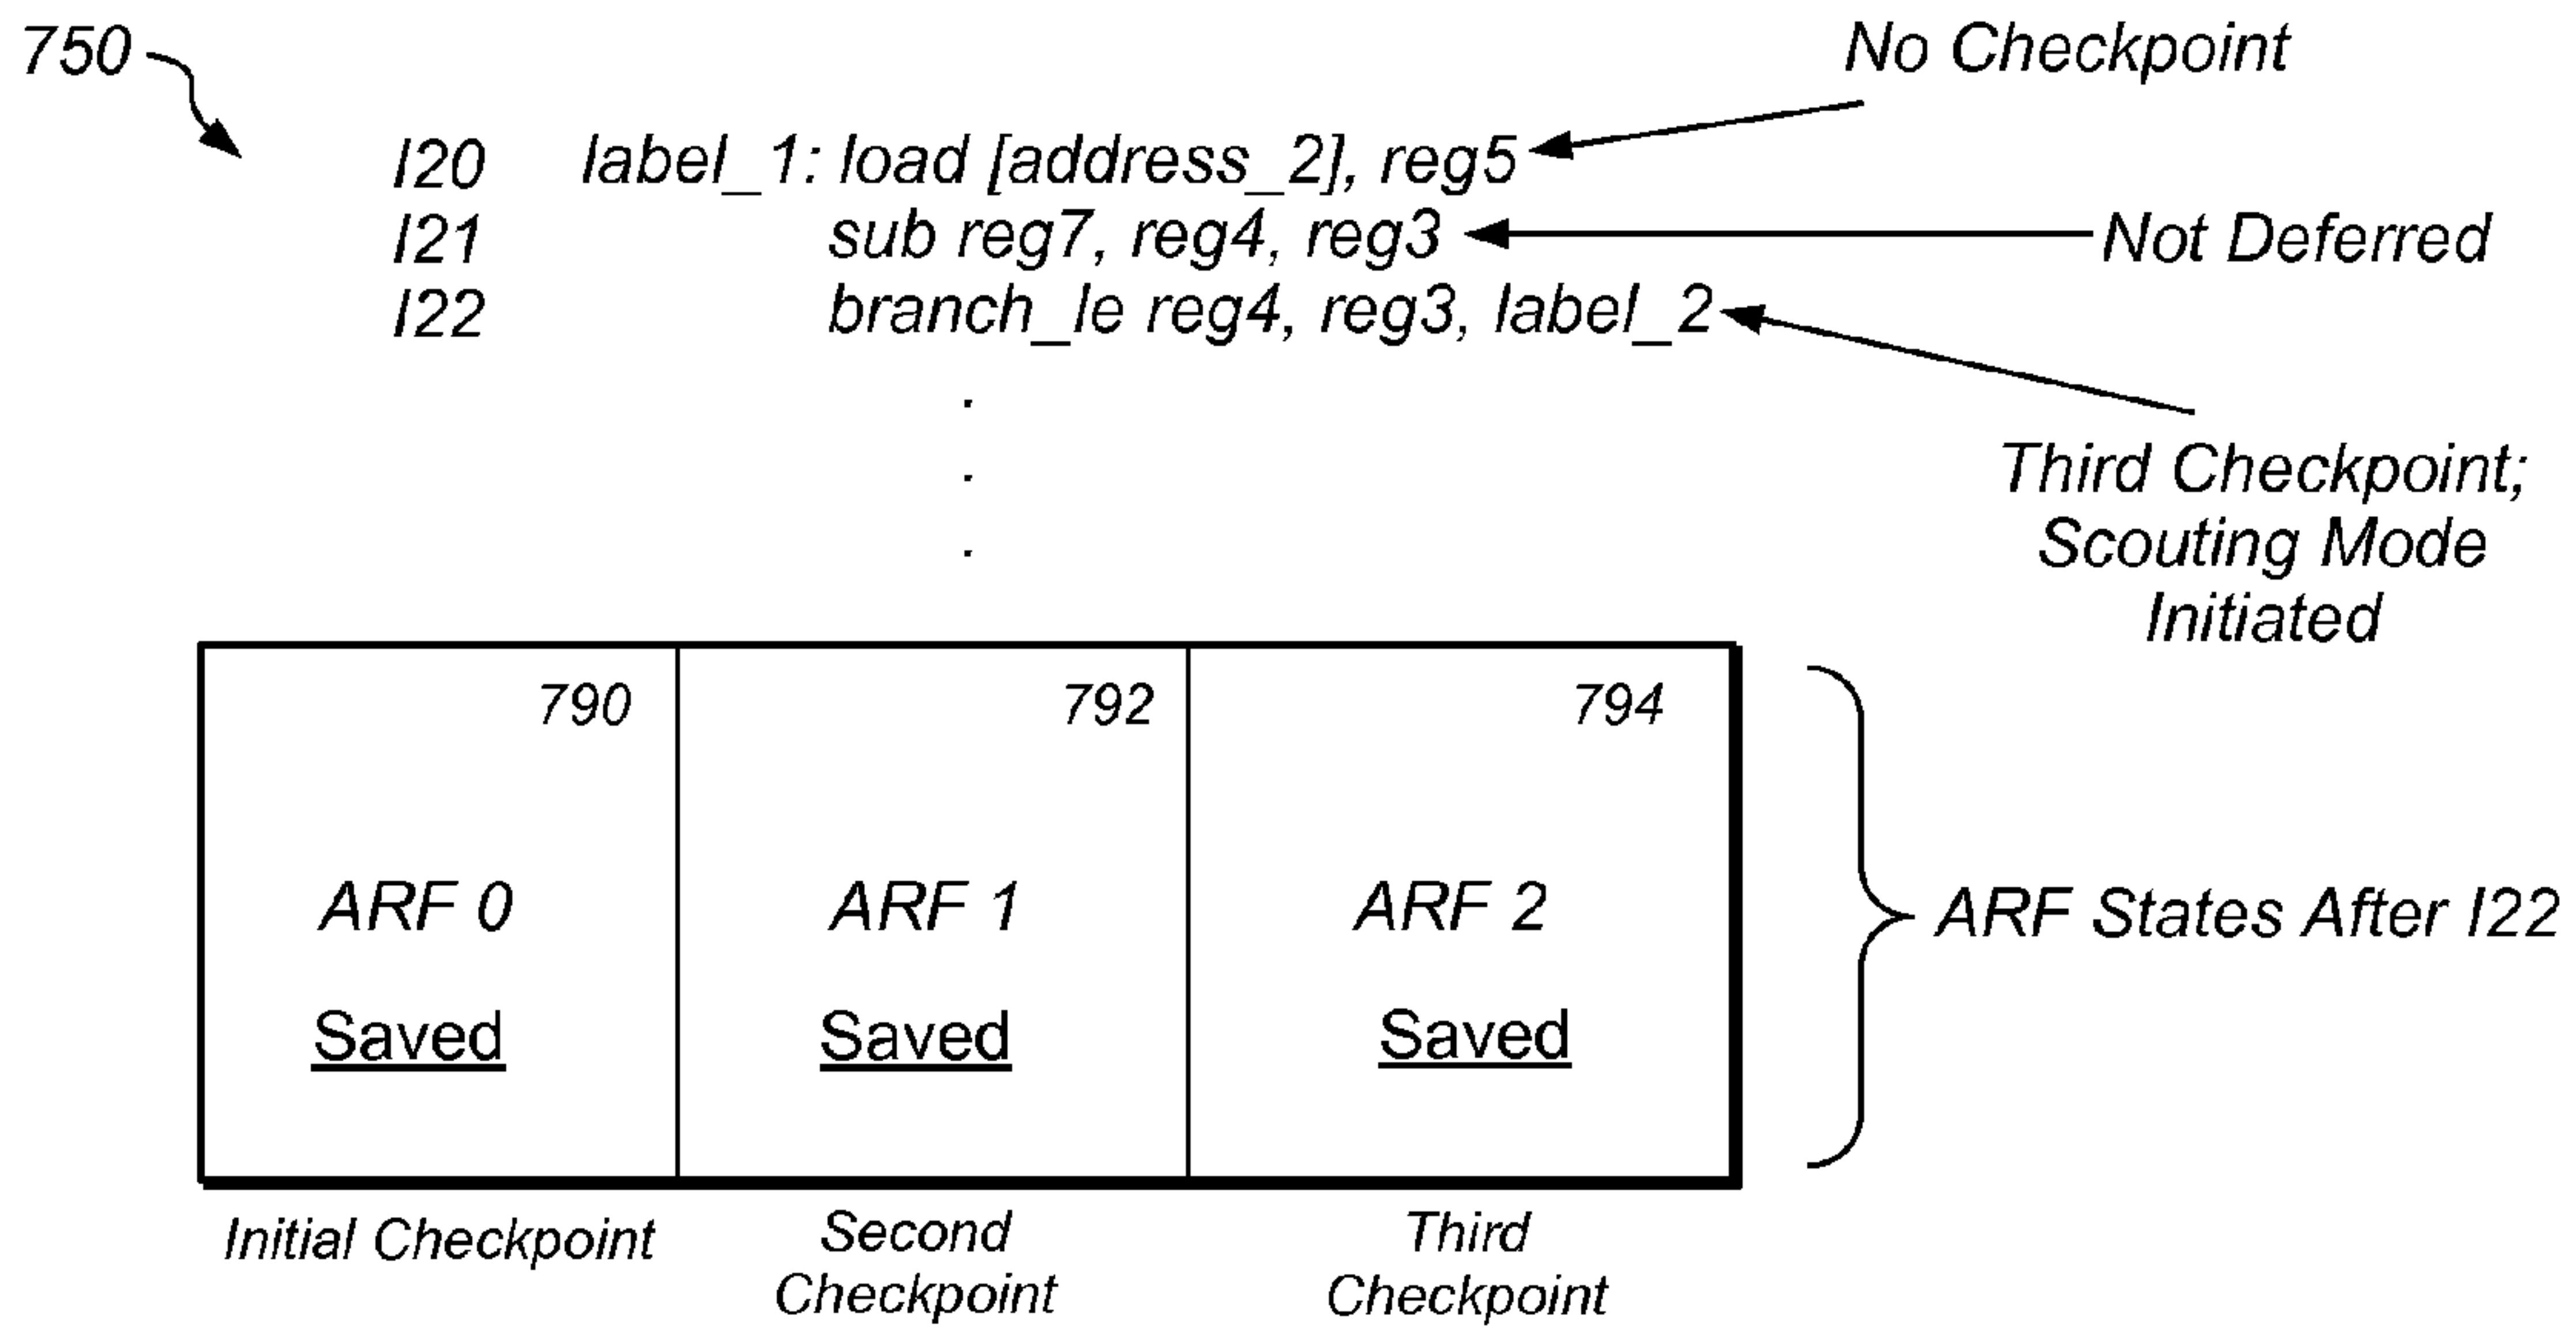 750
No Checkpoint
I20 label_1: load [address_2], reg5
I21 sub reg7, reg4, reg3
Not Deferred
I22 branch_le reg4, reg3, label_2
.
.
.
Third Checkpoint;
Scouting Mode
Initiated
790 792 794
ARF 0 ARF 1 ARF 2
ARF States After I22
Saved Saved Saved
Initial Checkpoint
Second
Checkpoint
Third
Checkpoint